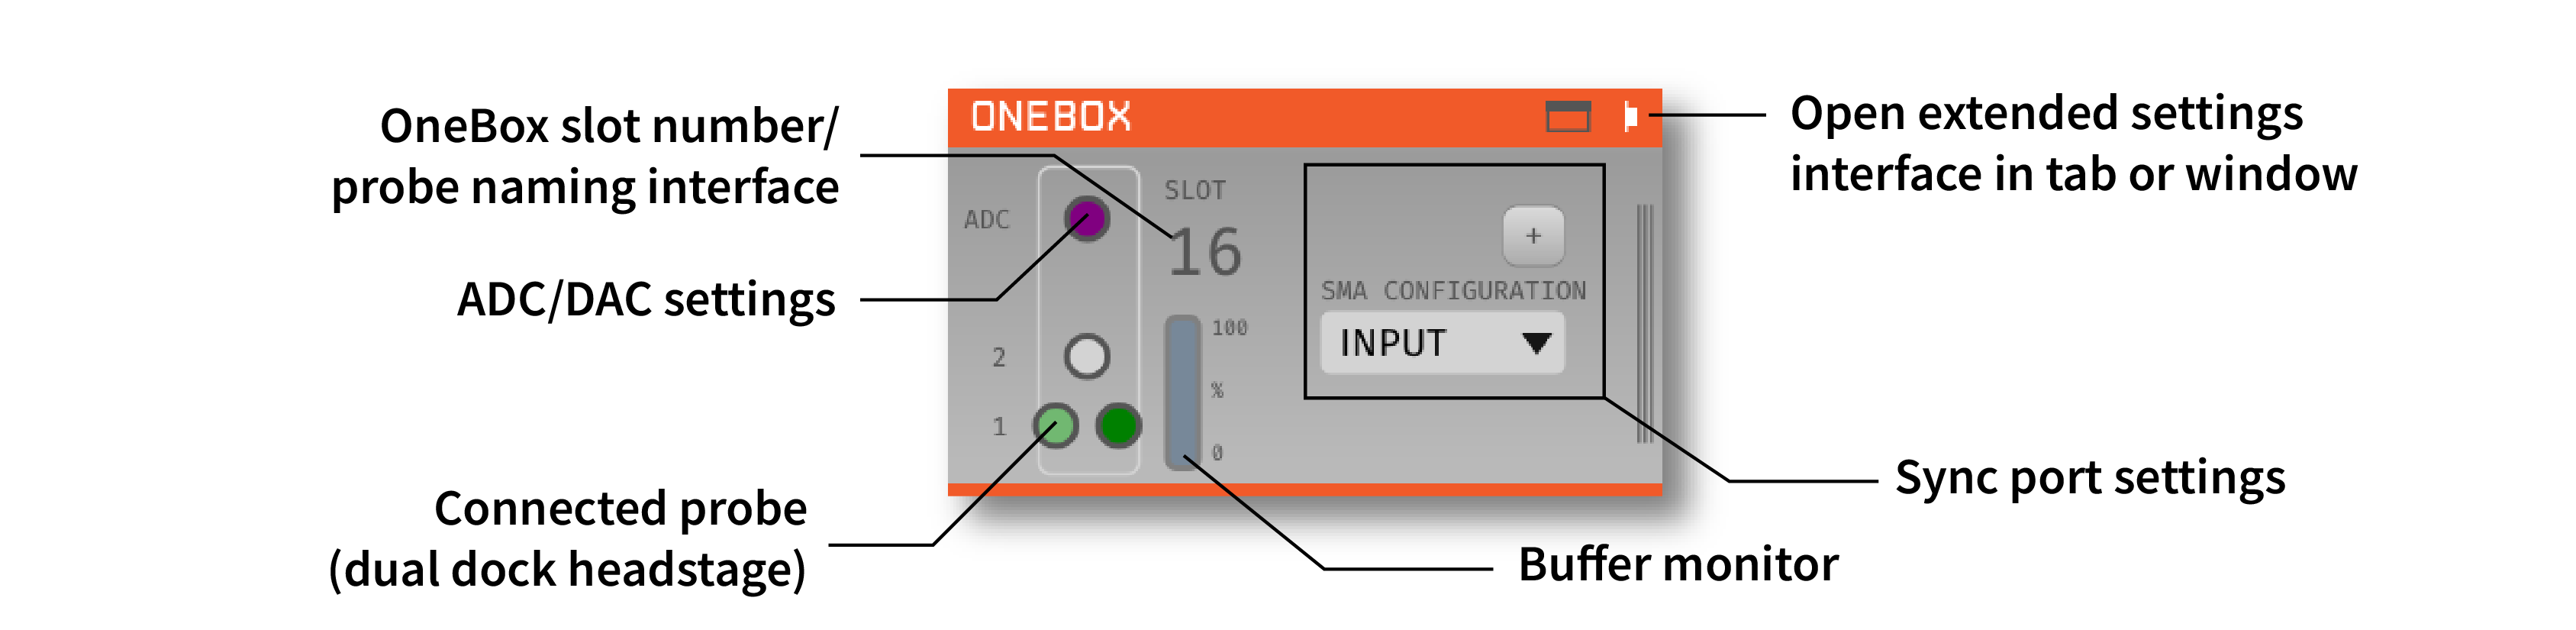 OneBox slot number/
probe naming interface
ADC/DAC settings
Connected probe
(dual dock headstage)
ONEBOX
ADC
2
1
SLOT
16
100
%
0
+
SMA CONFIGURATION
INPUT
Open extended settings
interface in tab or window
Sync port settings
Buffer monitor